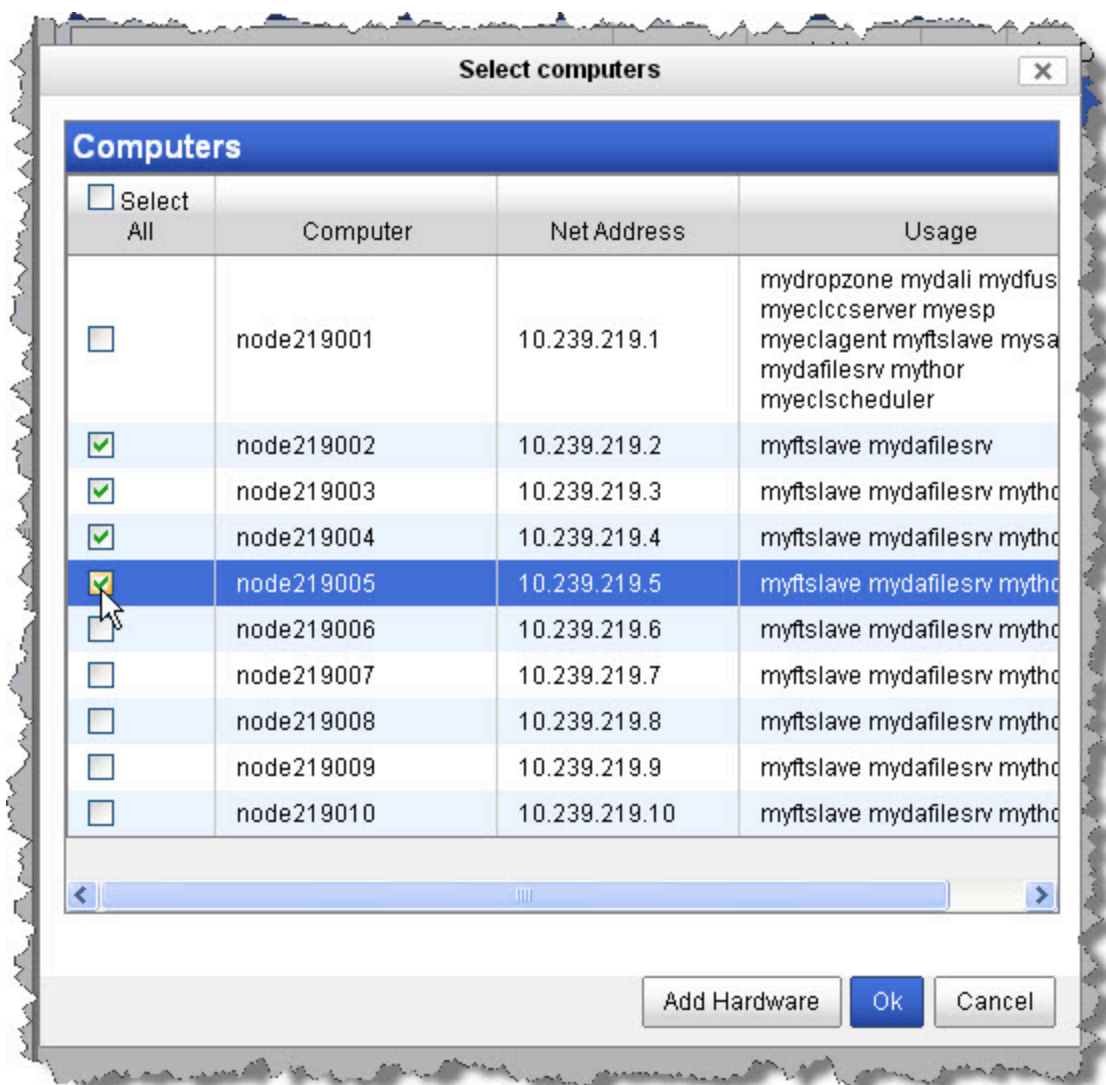 Select computers
Computers
Select All Computer Net Address Usage
node219001 10.239.219.1 mydropzone mydali mydfus
myeclccserver myesp
myeclagent myftslave mysa
mydafilesrv mythor
myeclscheduler
node219002 10.239.219.2 myftslave mydafilesrv
node219003 10.239.219.3 myftslave mydafilesrv mytho
node219004 10.239.219.4 myftslave mydafilesrv mytho
node219005 10.239.219.5 myftslave mydafilesrv mytho
node219006 10.239.219.6 myftslave mydafilesrv mytho
node219007 10.239.219.7 myftslave mydafilesrv mytho
node219008 10.239.219.8 myftslave mydafilesrv mytho
node219009 10.239.219.9 myftslave mydafilesrv mytho
node219010 10.239.219.10 myftslave mydafilesrv mytho
Add Hardware Ok Cancel